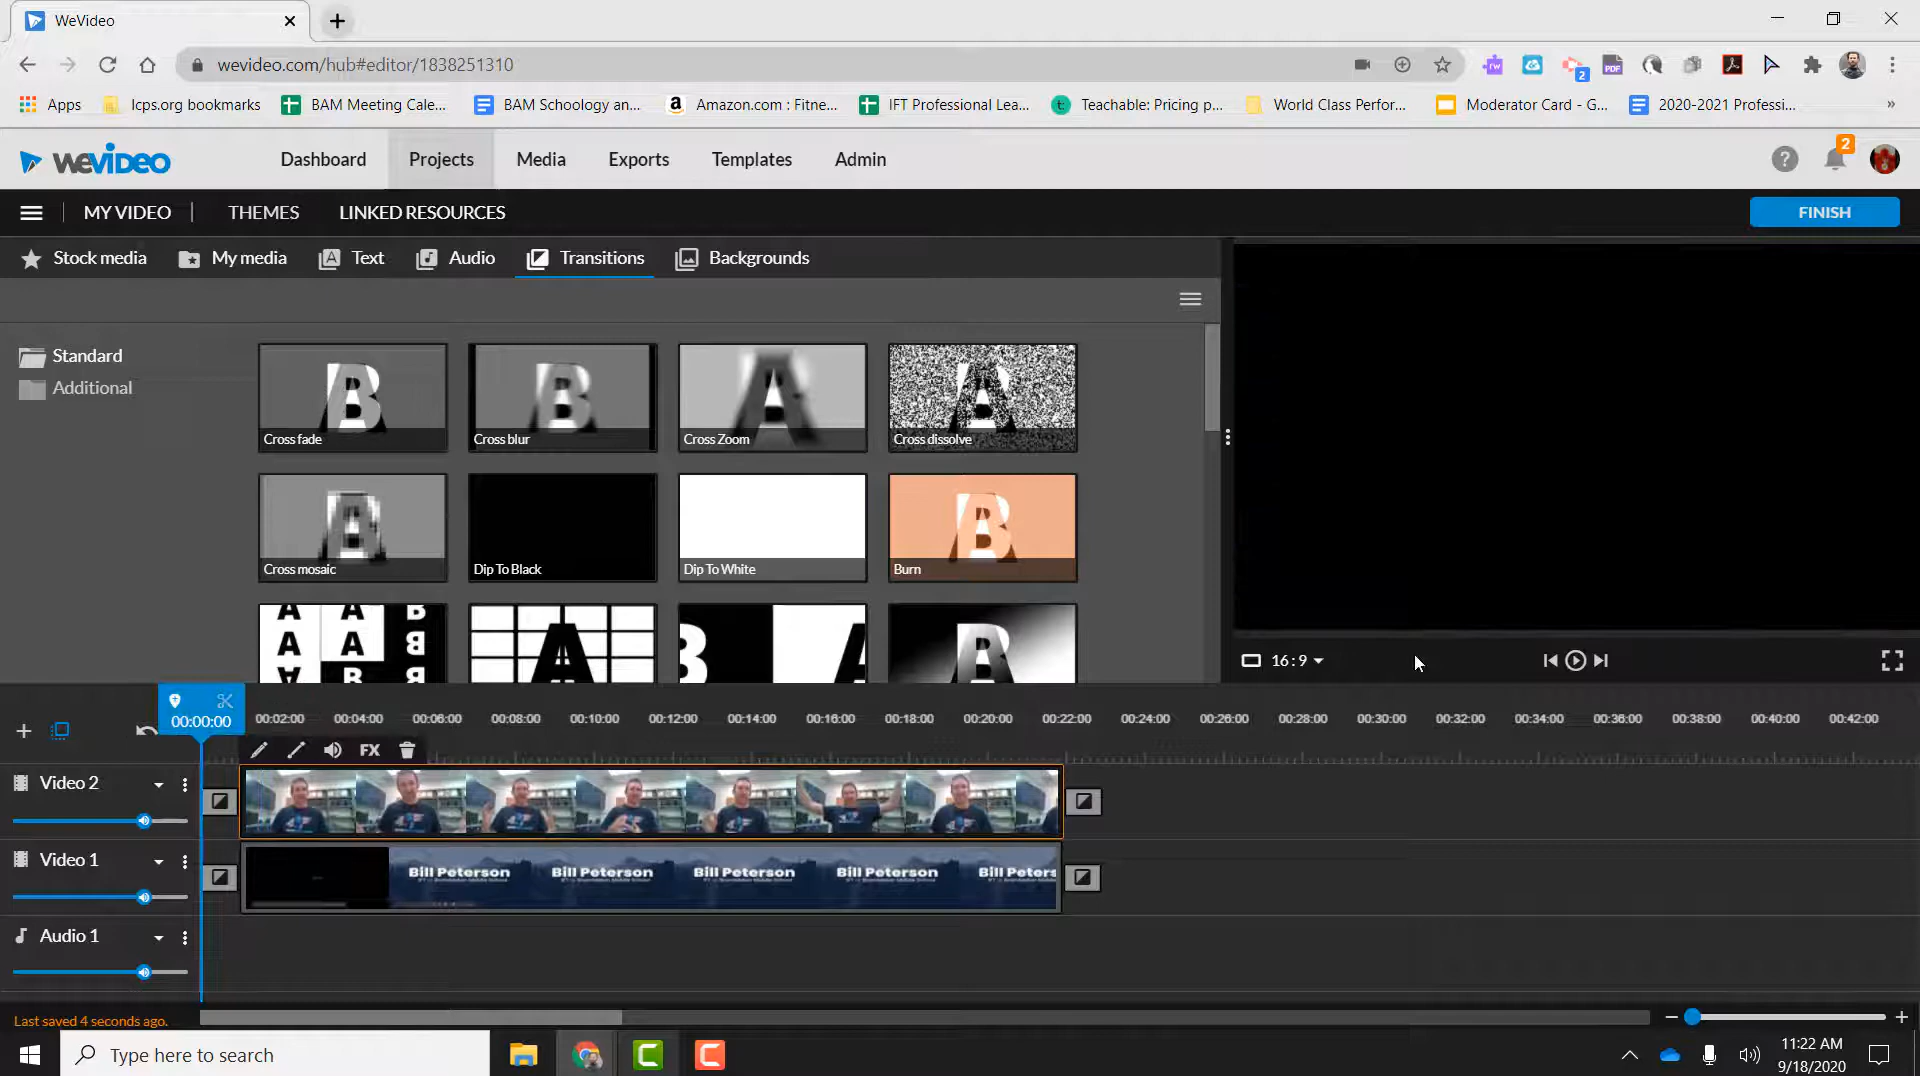 WeVideo
wevideo.com/hub#editor/1838251310
2
PDF
Apps
lcps.org bookmarks
BAM Meeting Cale...
BAM Schoology an...
Amazon.com : Fitne...
IFT Professional Lea...
Teachable: Pricing p...
World Class Perfor...
Moderator Card - G...
2020-2021 Professi...
»
WEVIDEO
Dashboard
Projects
Media
Exports
Templates
Admin
2
MY VIDEO
THEMES
LINKED RESOURCES
FINISH
Stock media
My media
Text
Audio
Transitions
Backgrounds
Standard
Additional
Cross fade
Cross blur
Cross Zoom
Cross dissolve
Cross mosaic
Dip To Black
Dip To White
Burn
16:9
00:00:00
00:02:00
00:04:00
00:06:00
00:08:00
00:10:00
00:12:00
00:14:00
00:16:00
00:18:00
00:20:00
00:22:00
00:24:00
00:26:00
00:28:00
00:30:00
00:32:00
00:34:00
00:36:00
00:38:00
00:40:00
00:42:00
FX
Video 2
Video 1
Bill Peterson
Bill Peterson
Bill Peterson
Bill Peterson
Bill Peters
Audio 1
Last saved 4 seconds ago.
Type here to search
11:22 AM
9/18/2020